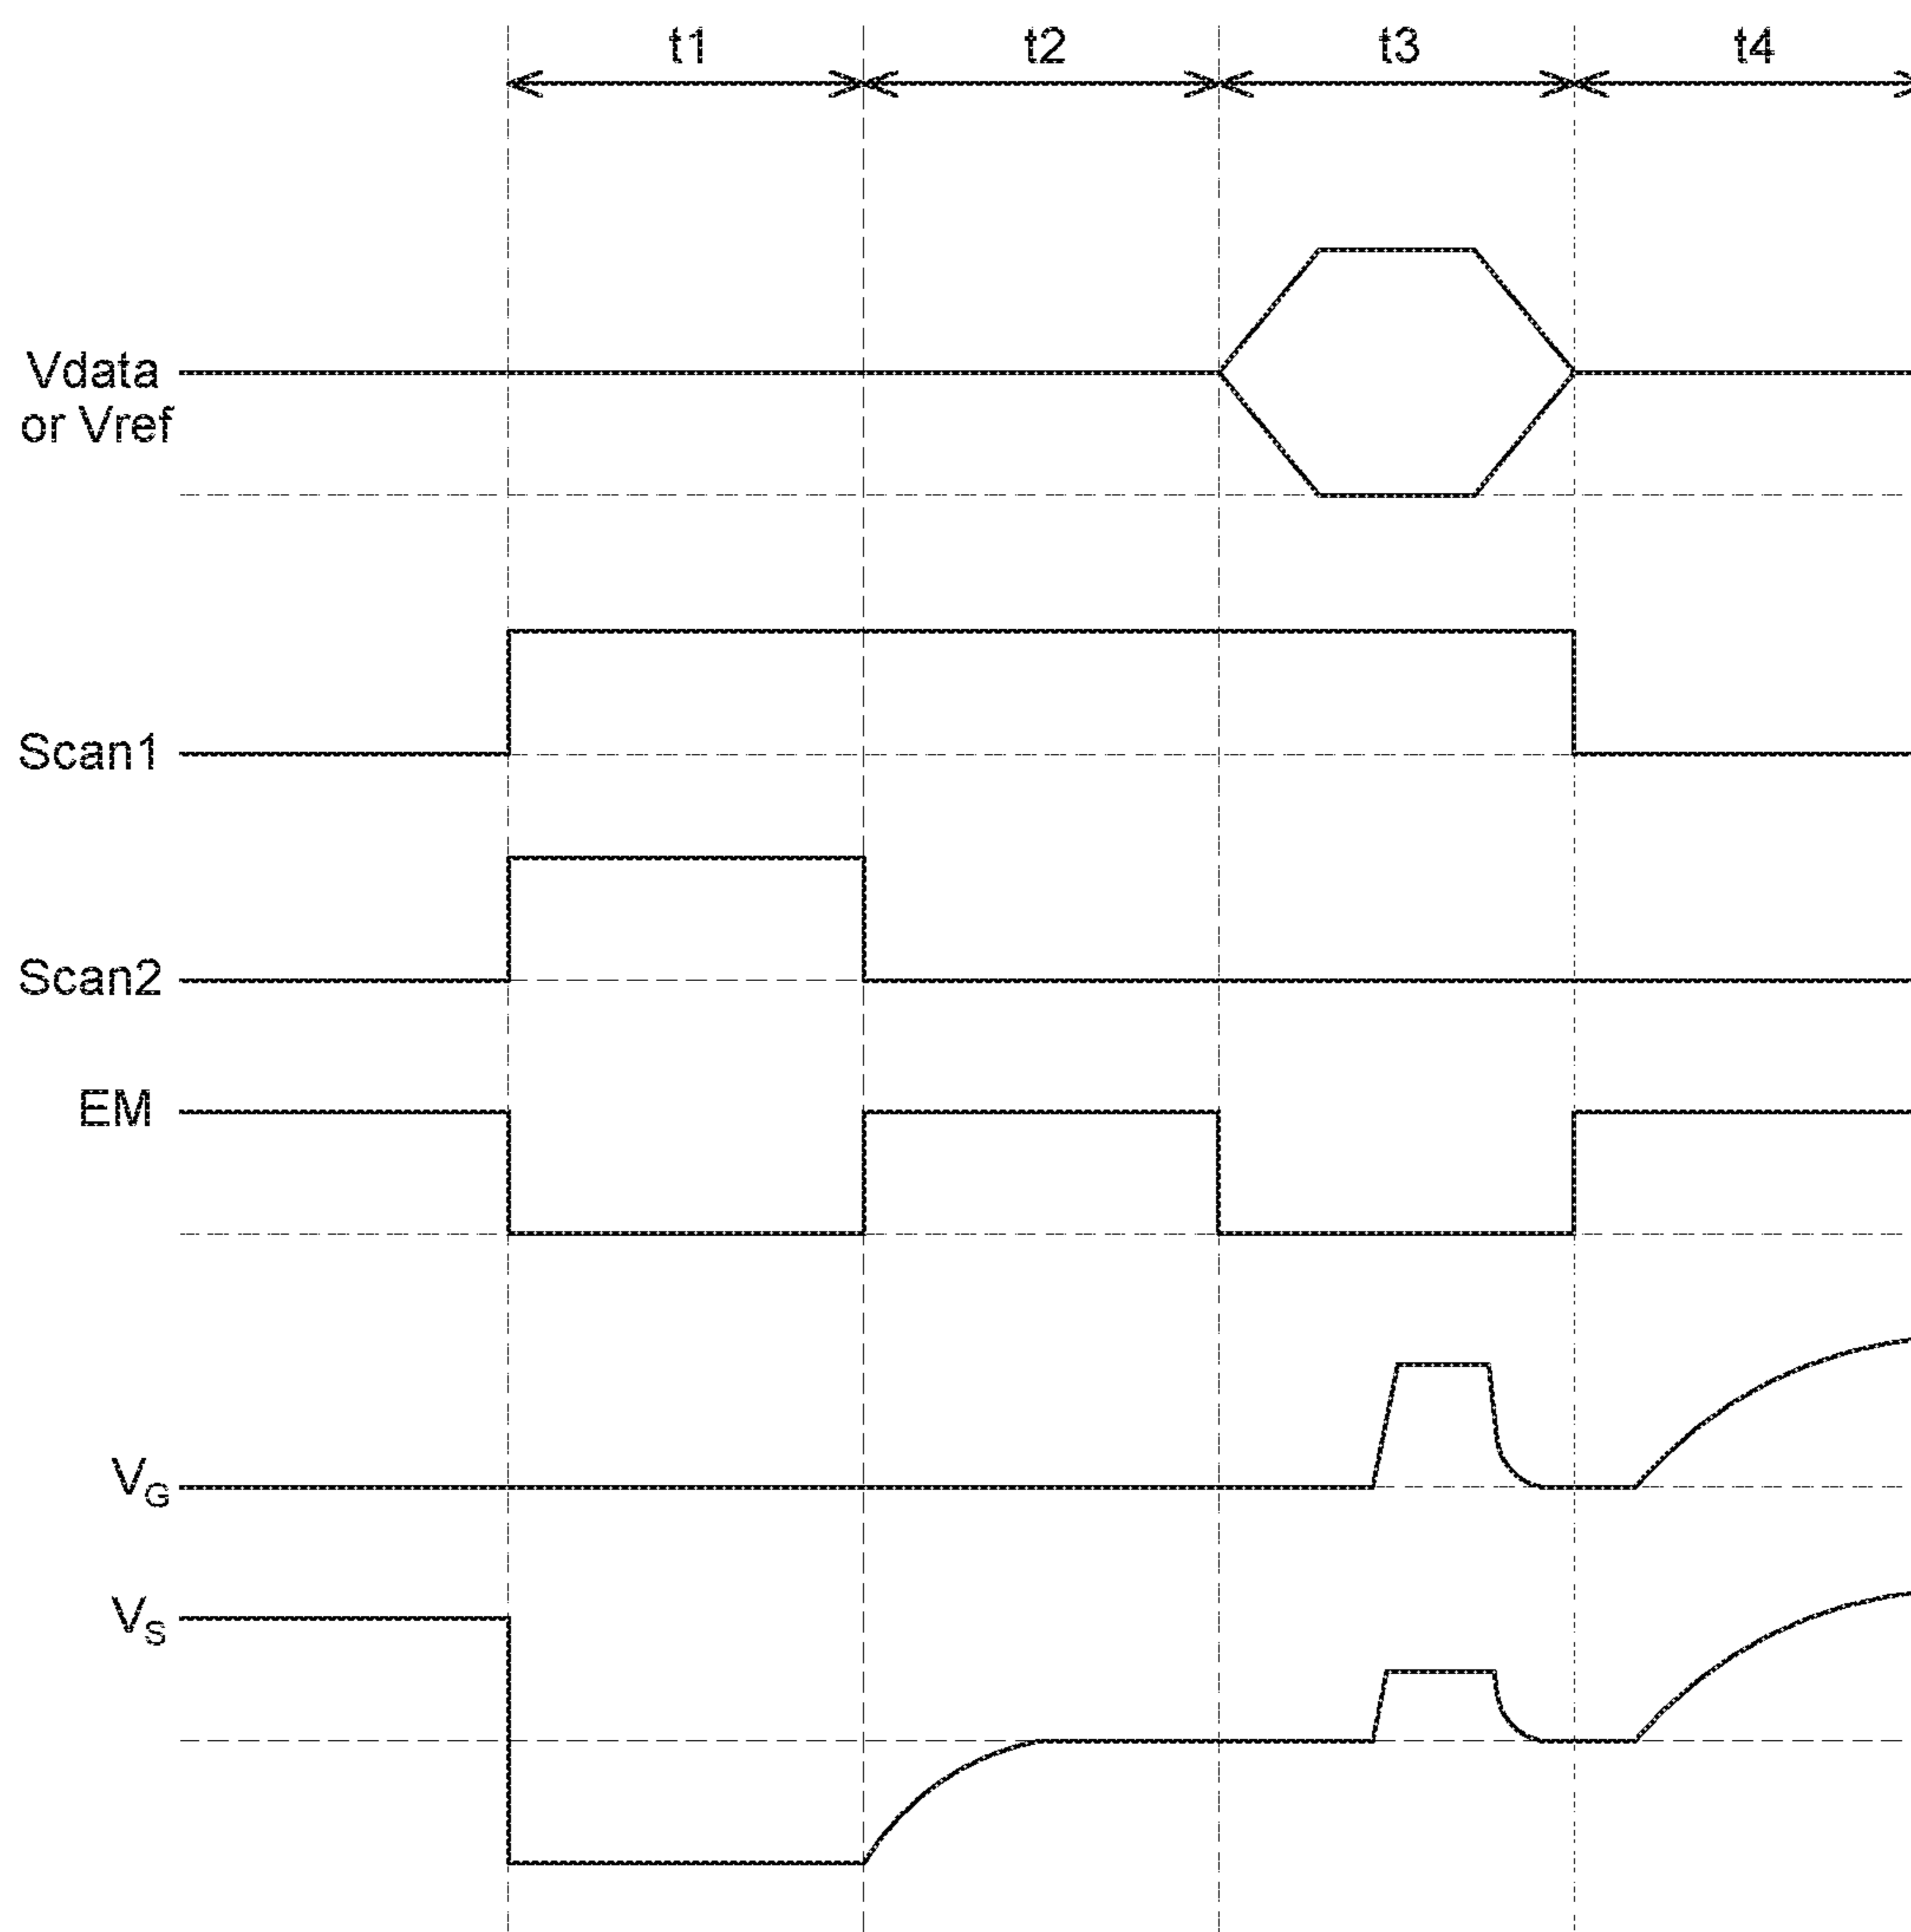 t1 t2 t3 t4
Vdata
or Vref
Scan1
Scan2
EM
VG
VS